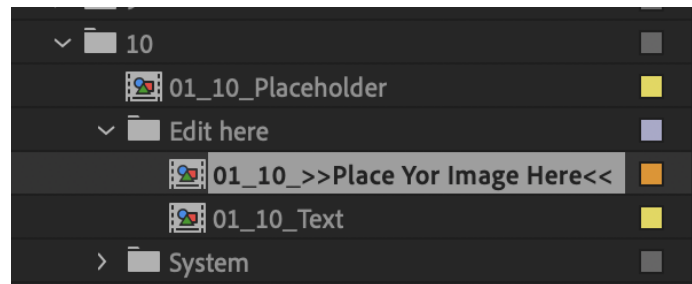 10
01_10_Placeholder
Edit here
01_10_>>Place Yor Image Here<<
01_10_Text
System